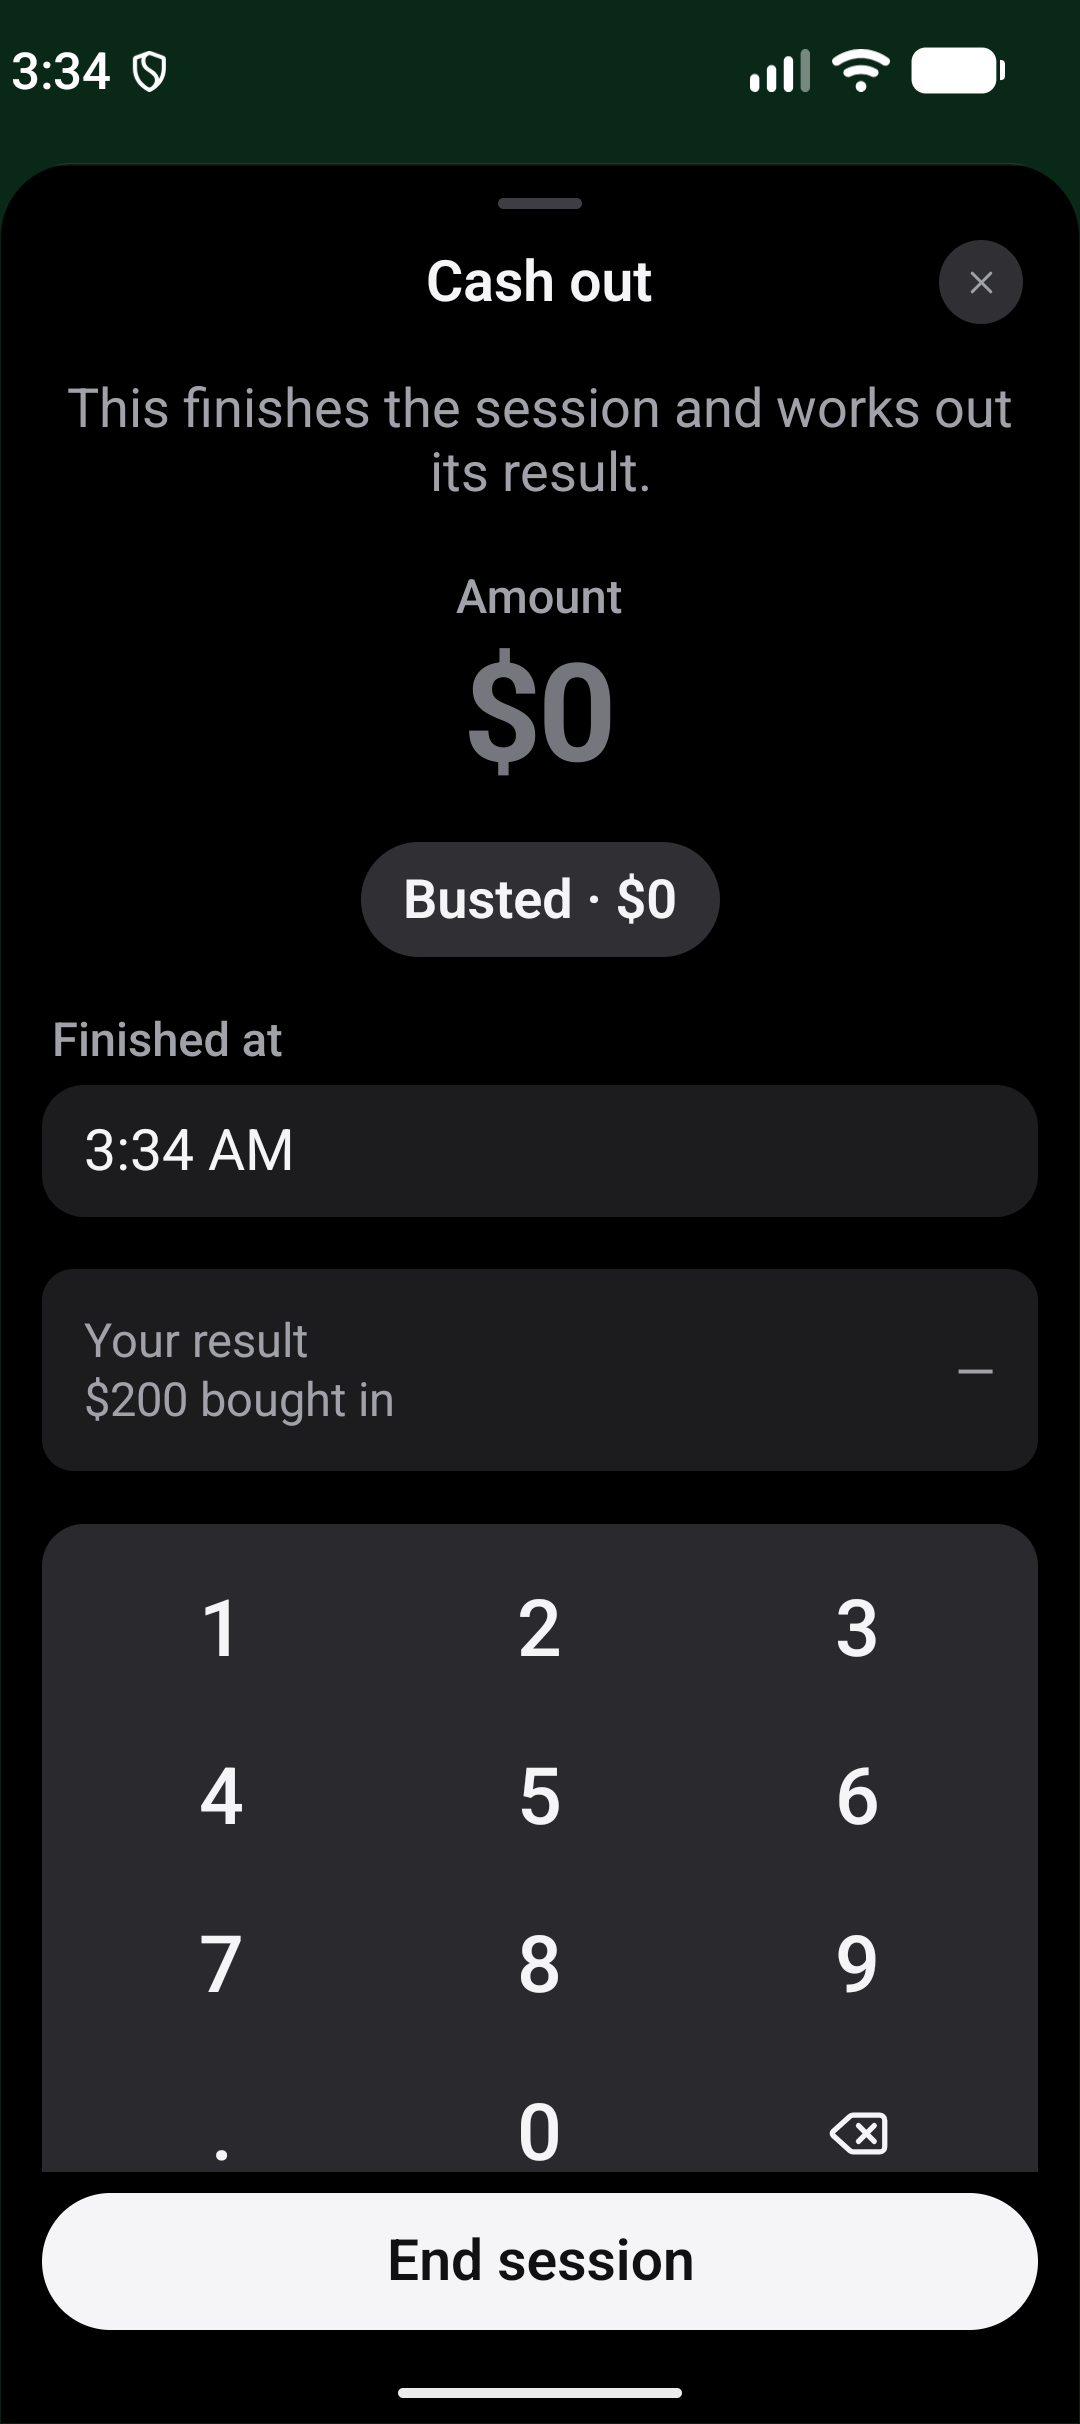 3:34
Cash out
This finishes the session and works out
its result.
Amount
$0
Busted · $0
Finished at
3:34 AM
Your result
$200 bought in
—
1 2 3
4 5 6
7 8 9
. 0
End session